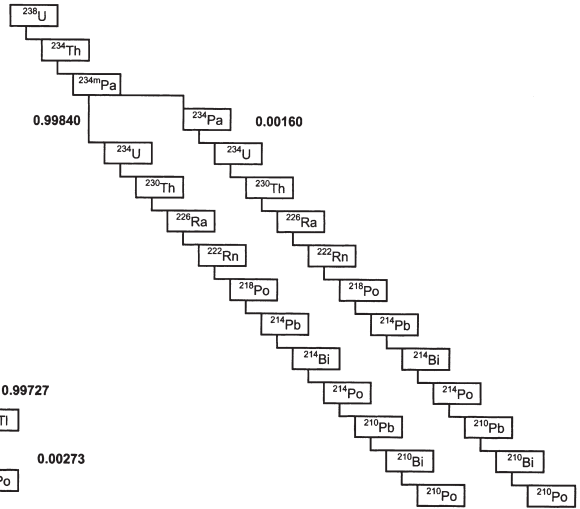 ²³⁸U
²³⁴Th
²³⁴ᵐPa
0.99840
²³⁴Pa
0.00160
²³⁴U
²³⁴U
²³⁰Th
²³⁰Th
²²⁶Ra
²²⁶Ra
²²²Rn
²²²Rn
²¹⁸Po
²¹⁸Po
²¹⁴Pb
²¹⁴Pb
²¹⁴Bi
²¹⁴Bi
0.99727
²¹⁴Po
²¹⁴Po
Tl
²¹⁰Pb
²¹⁰Pb
0.00273
²¹⁰Bi
²¹⁰Bi
Po
²¹⁰Po
²¹⁰Po